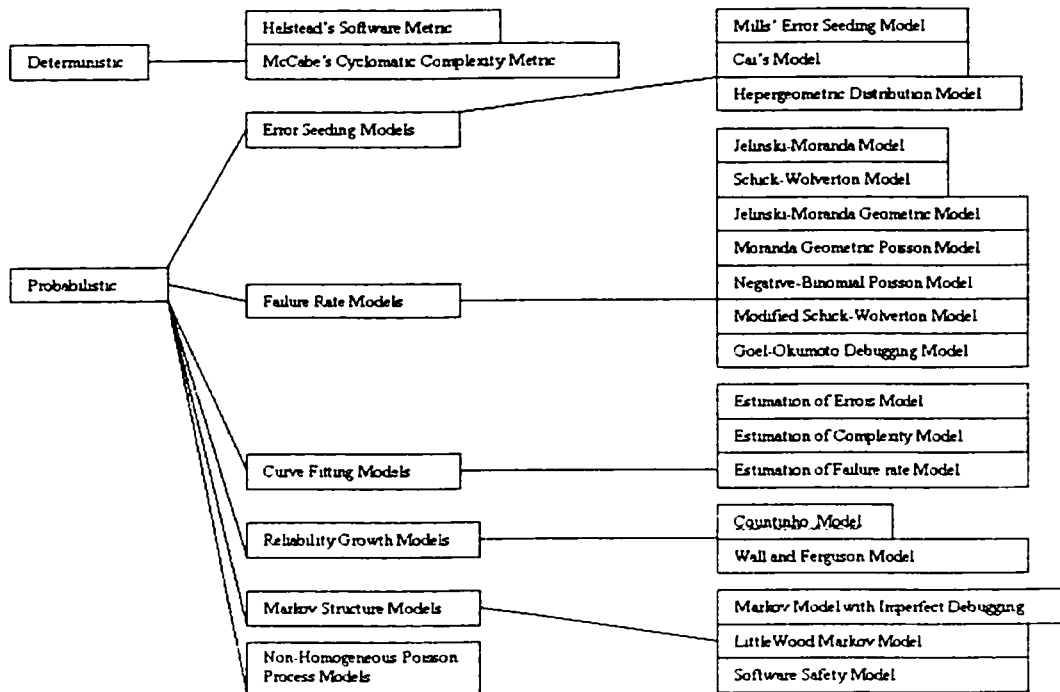 Deterministic
Helstead's Software Metric
McCabe's Cyclomatic Complexity Metric
Probabilistic
Error Seeding Models
Mills' Error Seeding Model
Cai's Model
Hepergeometric Distribution Model
Failure Rate Models
Jelinski-Moranda Model
Schick-Wolverton Model
Jelinski-Moranda Geometric Model
Moranda Geometric Poisson Model
Negative-Binomial Poisson Model
Modified Schick-Wolverton Model
Goel-Okumoto Debugging Model
Curve Fitting Models
Estimation of Errors Model
Estimation of Complexity Model
Estimation of Failure rate Model
Reliability Growth Models
Countinho Model
Wall and Ferguson Model
Markov Structure Models
Markov Model with Imperfect Debugging
LittleWood Markov Model
Software Safety Model
Non-Homogeneous Poisson
Process Models